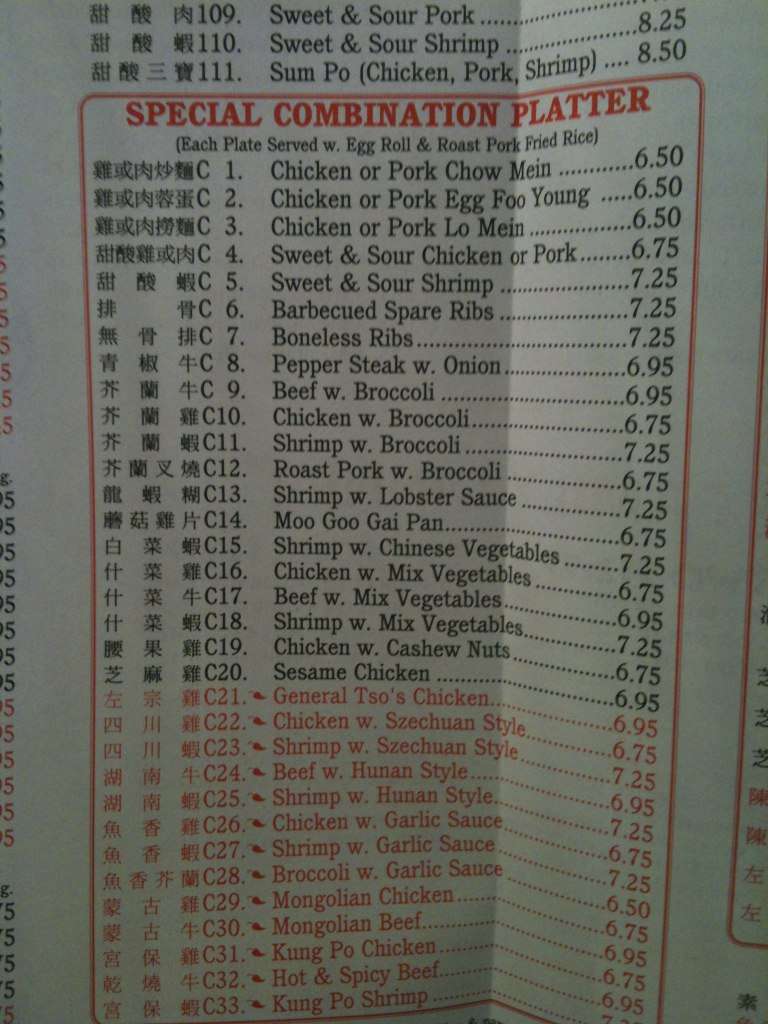 甜酸肉109. Sweet & Sour Pork 8.25
甜酸蝦110. Sweet & Sour Shrimp 8.50
甜酸三寶111. Sum Po (Chicken, Pork, Shrimp) ....
SPECIAL COMBINATION PLATTER
(Each Plate Served w. Egg Roll & Roast Pork Fried Rice)
雞或肉炒麵C 1. Chicken or Pork Chow Mein ............6.50
雞或肉蓉蛋C 2. Chicken or Pork Egg Foo Young .....6.50
雞或肉撈麵C 3. Chicken or Pork Lo Mein ................6.50
甜酸雞或肉C 4. Sweet & Sour Chicken or Pork........6.75
甜酸蝦C 5. Sweet & Sour Shrimp ....................7.25
排骨C 6. Barbecued Spare Ribs ....................7.25
無骨排C 7. Boneless Ribs.................................7.25
青椒牛C 8. Pepper Steak w. Onion...................6.95
芥蘭牛C 9. Beef w. Broccoli ..............................6.95
芥蘭雞C10. Chicken w. Broccoli........................6.75
芥蘭蝦C11. Shrimp w. Broccoli ........................7.25
芥蘭叉燒C12. Roast Pork w. Broccoli ..................6.75
龍蝦糊C13. Shrimp w. Lobster Sauce ...............7.25
蘑菇雞片C14. Moo Goo Gai Pan............................6.75
白菜蝦C15. Shrimp w. Chinese Vegetables ........7.25
什菜雞C16. Chicken w. Mix Vegetables .............6.75
什菜牛C17. Beef w. Mix Vegetables...................6.95
什菜蝦C18. Shrimp w. Mix Vegetables...............7.25
腰果雞C19. Chicken w. Cashew Nuts.................6.75
芝麻雞C20. Sesame Chicken .............................6.95
左宗雞C21. General Tso's Chicken....................6.95
四川雞C22. Chicken w. Szechuan Style.............6.75
四川蝦C23. Shrimp w. Szechuan Style..............7.25
湖南牛C24. Beef w. Hunan Style......................6.95
湖南蝦C25. Shrimp w. Hunan Style..................7.25
魚香雞C26. Chicken w. Garlic Sauce................6.75
魚香蝦C27. Shrimp w. Garlic Sauce .................7.25
魚香芥蘭C28. Broccoli w. Garlic Sauce ...............6.50
蒙古雞C29. Mongolian Chicken .......................6.75
蒙古牛C30. Mongolian Beef.............................6.95
宮保雞C31. Kung Po Chicken..........................6.75
乾燒牛C32. Hot & Spicy Beef..........................6.95
宮保蝦C33. Kung Po Shrimp